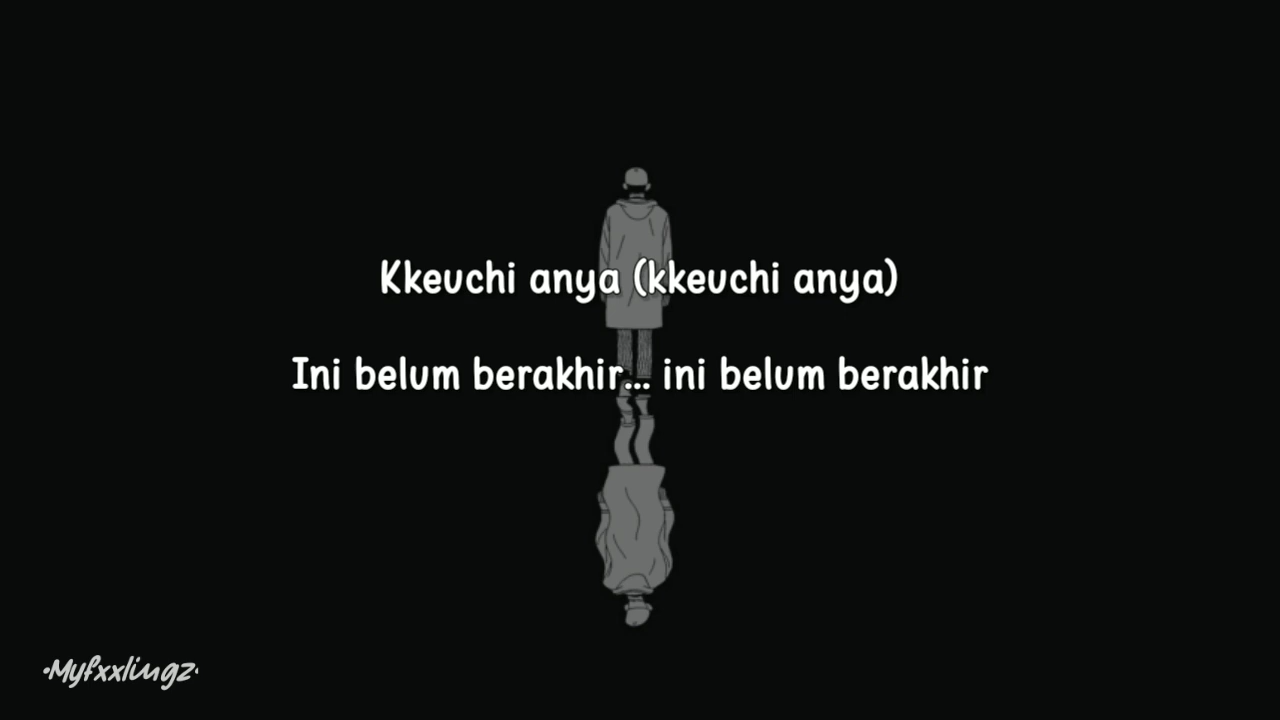 Kkeuchi anya (kkeuchi anya)
Ini belum berakhir... ini belum berakhir
•Myfxxlingz•